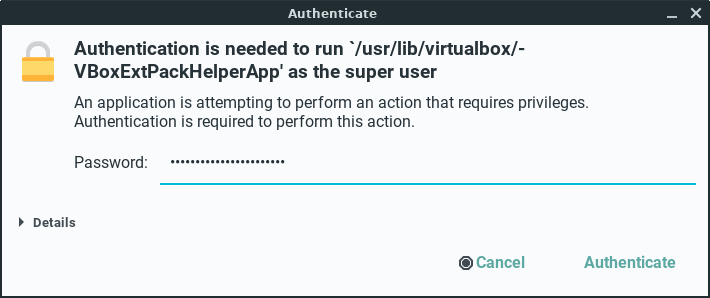 Authenticate
Authentication is needed to run `/usr/lib/virtualbox/-
VBoxExtPackHelperApp' as the super user
An application is attempting to perform an action that requires privileges.
Authentication is required to perform this action.
Password: •••••••••••••••••••••••
Details
Cancel Authenticate